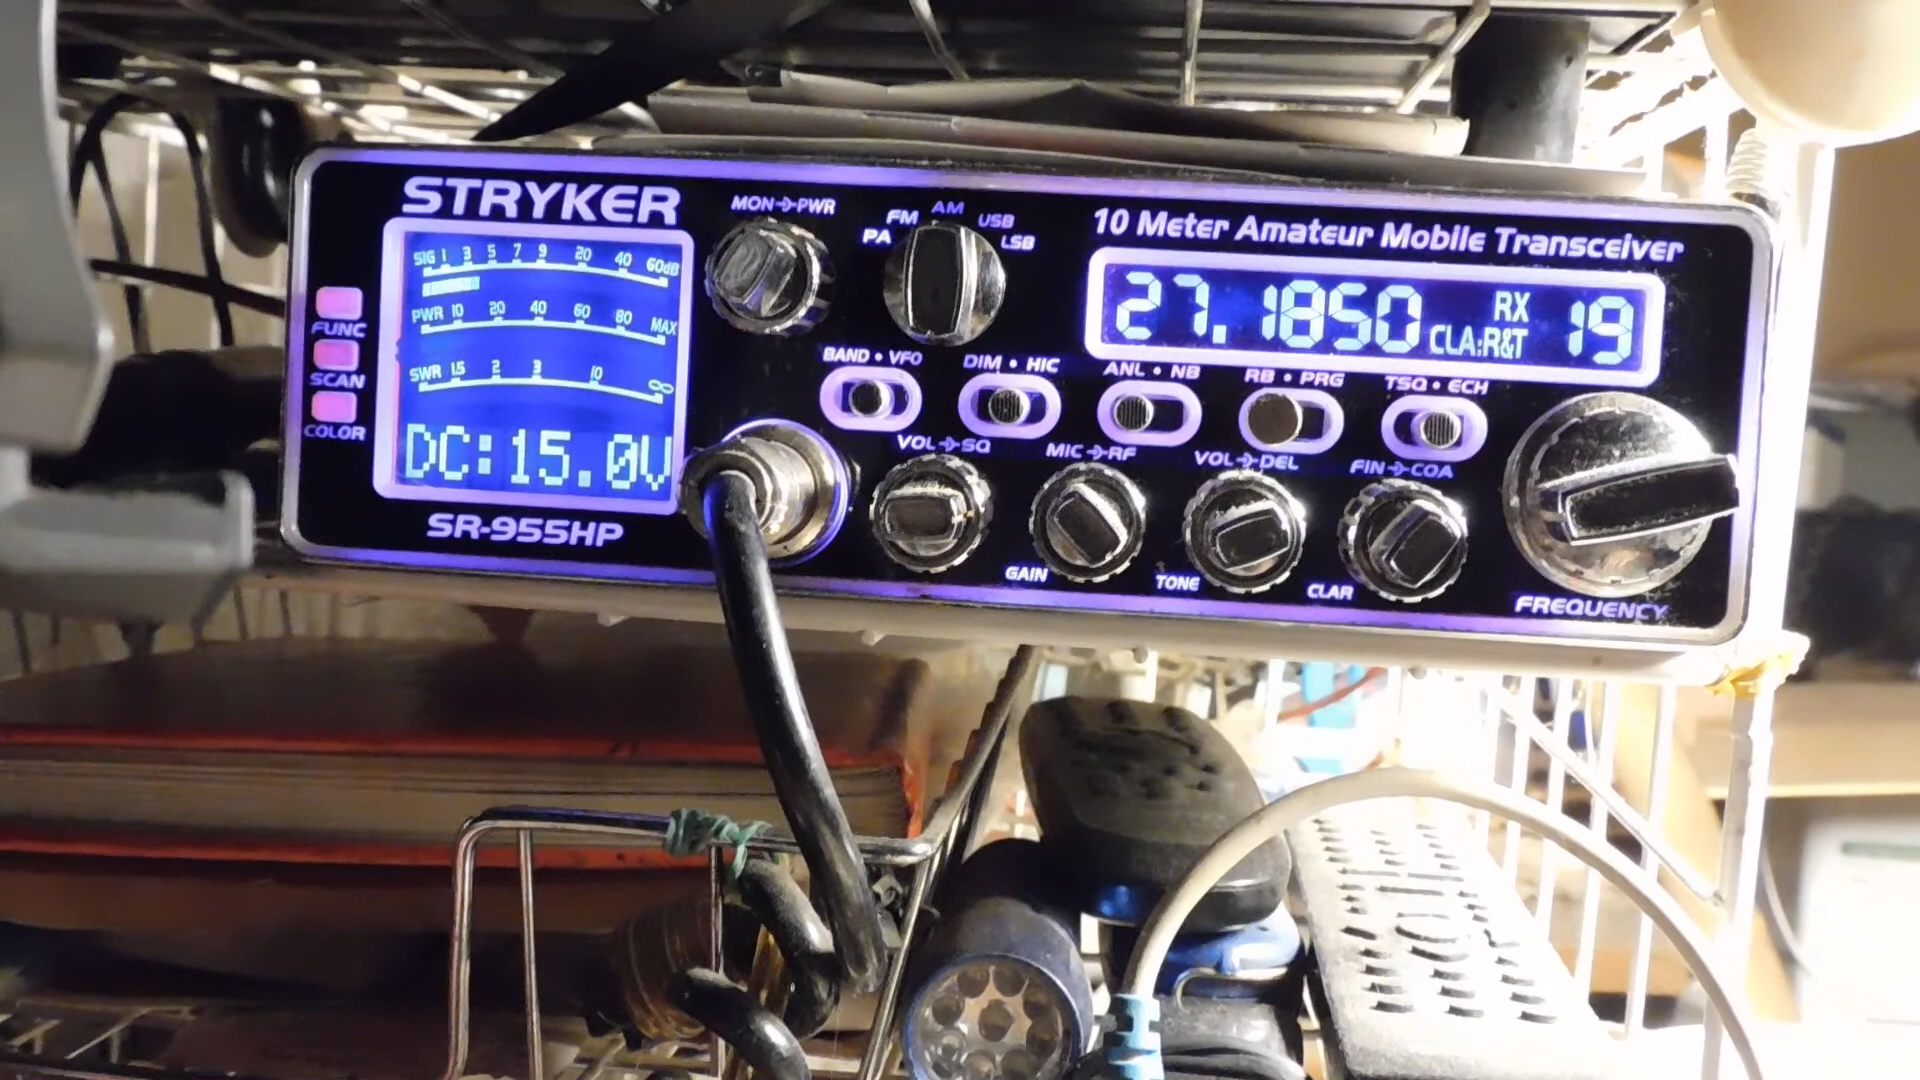 STRYKER
SIG 1 3 5 7 9 20 40 60dB
PWR 10 20 40 60 80 MAX
SWR 1.5 2 3 10 ∞
DC:15.0V
SR-955HP
FUNC
SCAN
COLOR
MON→PWR
PA FM AM USB LSB
10 Meter Amateur Mobile Transceiver
27.1850 RX CLA:R&T 19
BAND • VFO
DIM • HIC
ANL • NB
RB • PRG
TSQ • ECH
VOL→SQ
MIC→RF
VOL→DEL
FIN→COA
GAIN
TONE
CLAR
FREQUENCY